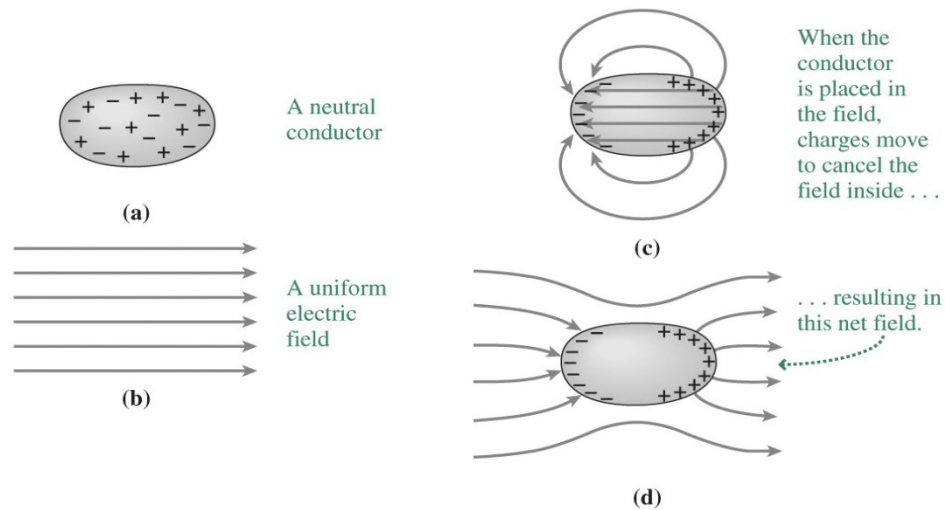 A neutral
conductor
(a)
A uniform
electric
field
(b)
When the
conductor
is placed in
the field,
charges move
to cancel the
field inside . . .
(c)
. . . resulting in
this net field.
(d)